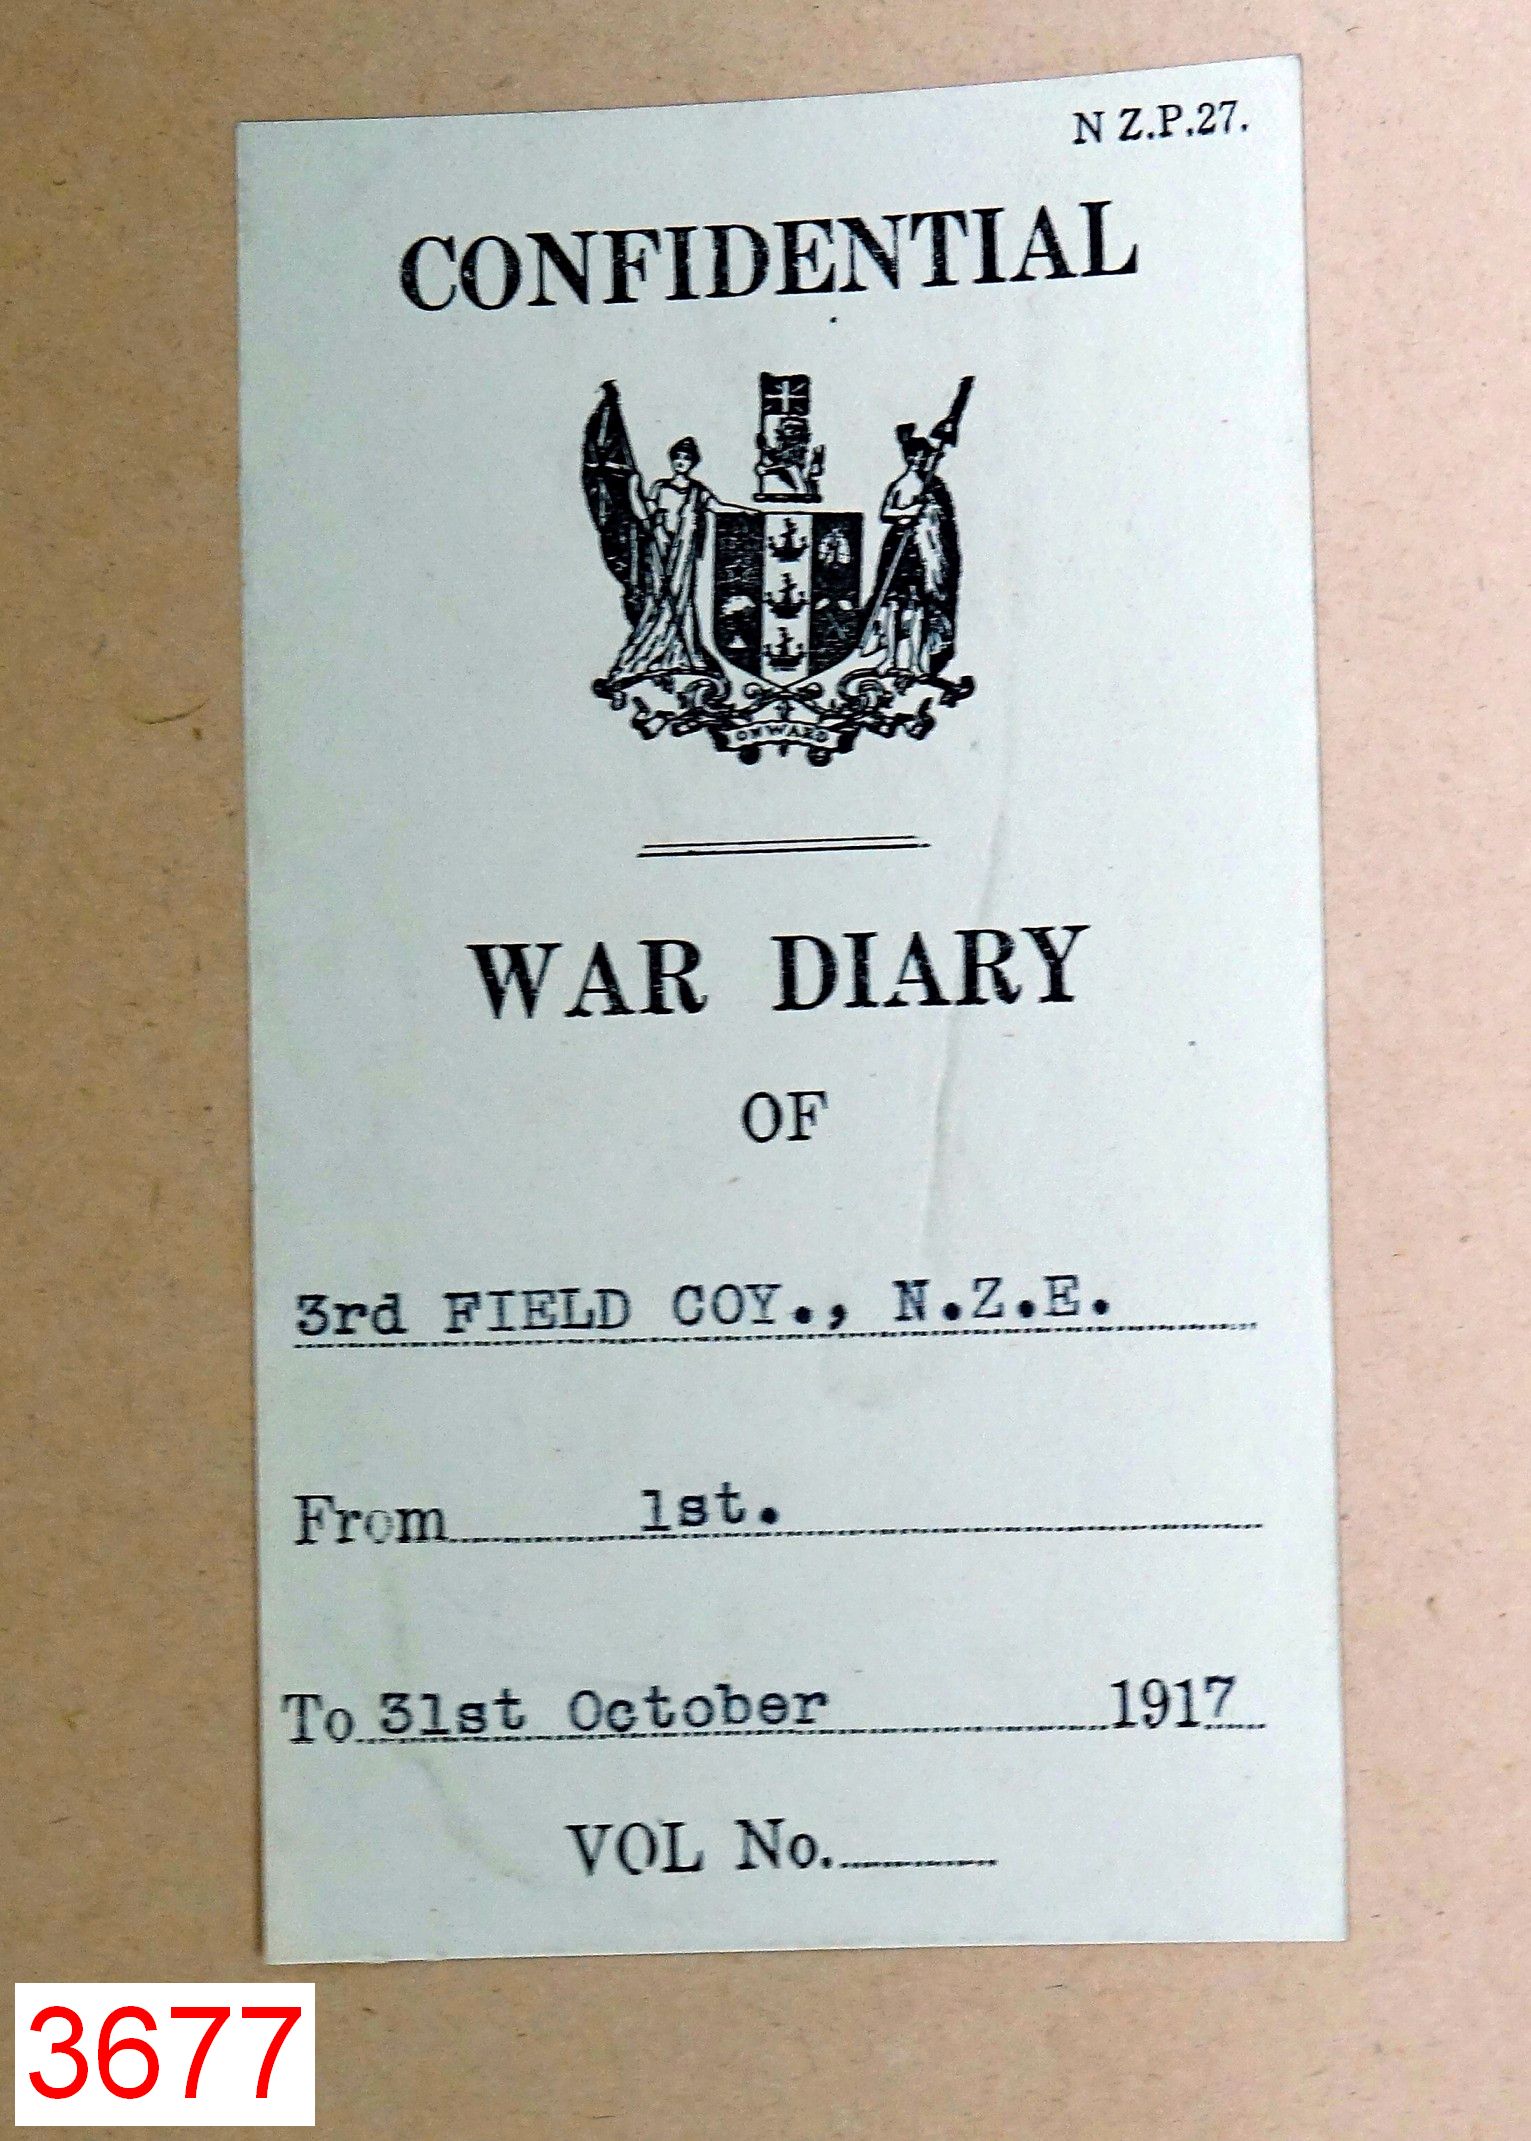 N Z.P.27.
CONFIDENTIAL
ONWARD
WAR DIARY
OF
3rd FIELD COY., N.Z.E.
From 1st.
To 31st October 1917
VOL No.
3677